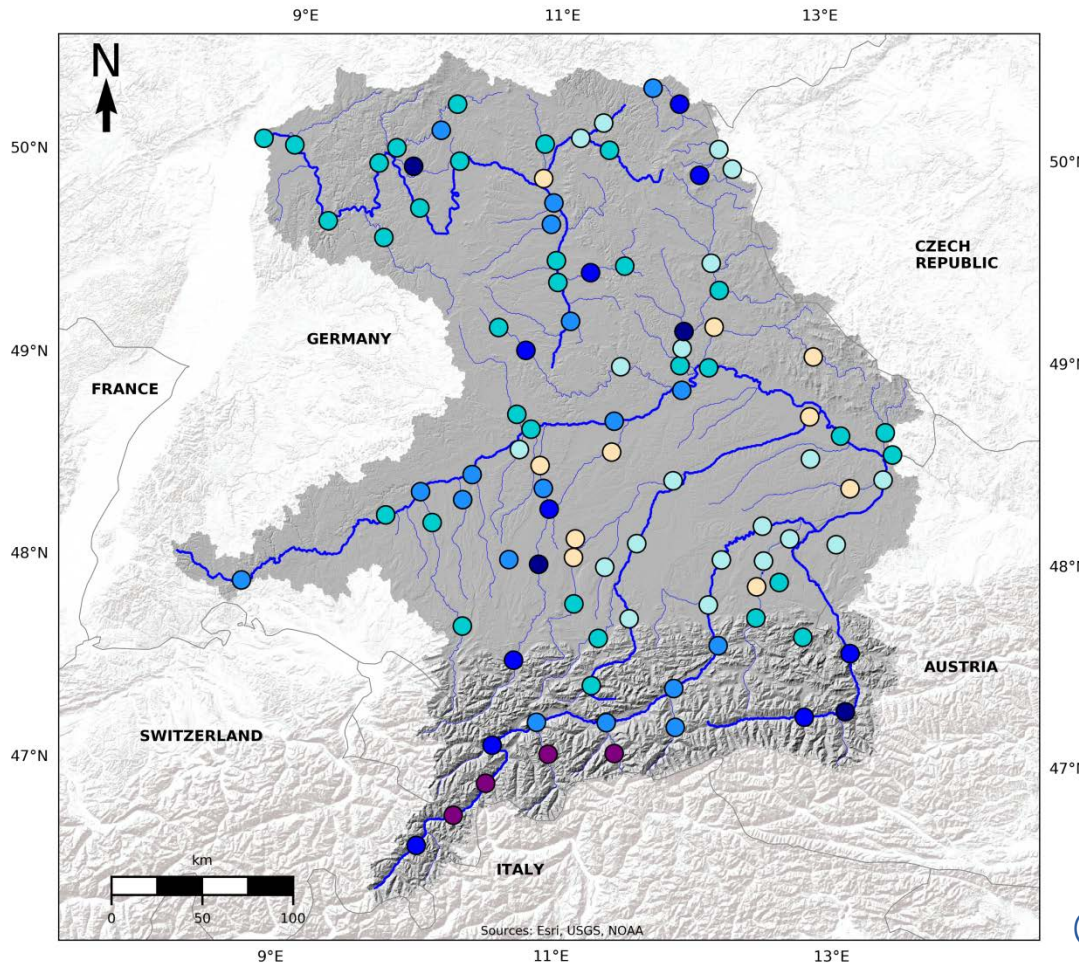 9°E 11°E 13°E
N
50°N 50°N
CZECH
REPUBLIC
GERMANY
49°N 49°N
FRANCE
48°N 48°N
AUSTRIA
SWITZERLAND
47°N 47°N
km
ITALY
0 50 100
Sources: Esri, USGS, NOAA
9°E 11°E 13°E